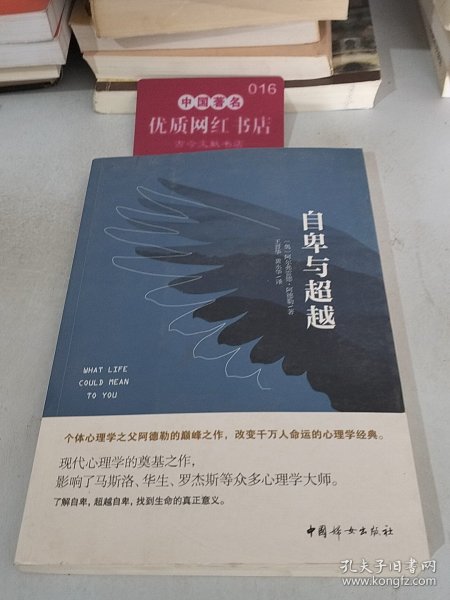 016
中国著名
优质网红书店
古今文献书店
自卑与超越
（奥）阿尔弗雷德·阿德勒 著
WHAT LIFE
COULD MEAN
TO YOU
个体心理学之父阿德勒的巅峰之作，改变千万人命运的心理学经典。
现代心理学的奠基之作，
影响了马斯洛、华生、罗杰斯等众多心理学大师。
了解自卑，超越自卑，找到生命的真正意义。
中国妇女出版社
孔夫子旧书网
www.kongfz.com